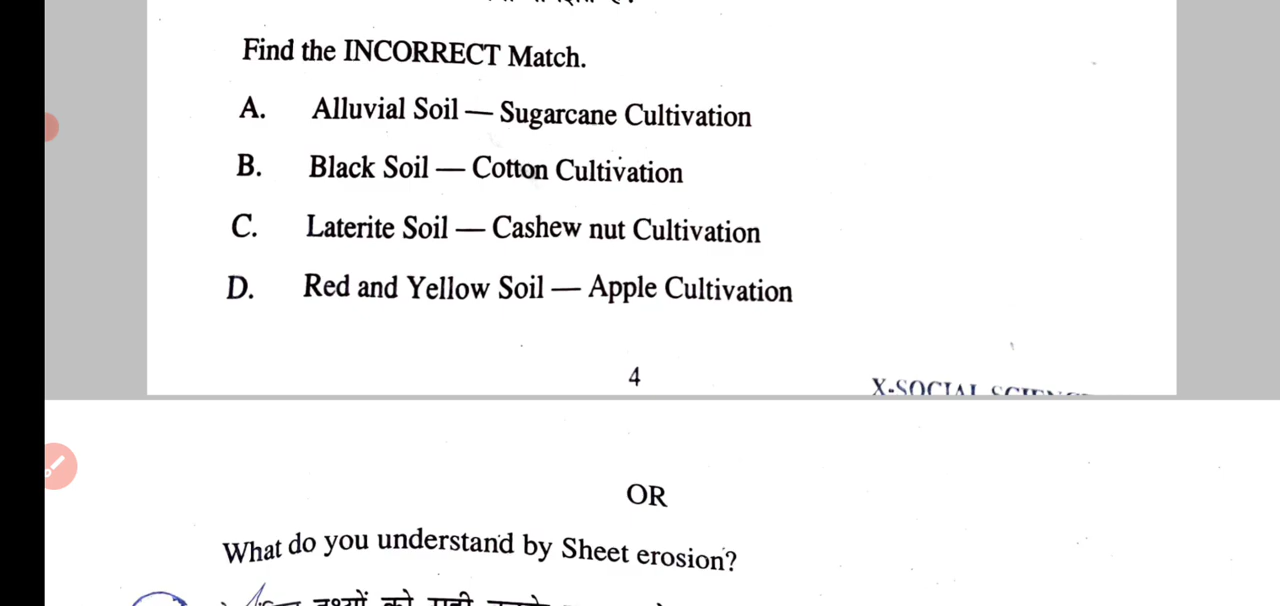 Find the INCORRECT Match.
A. Alluvial Soil — Sugarcane Cultivation
B. Black Soil — Cotton Cultivation
C. Laterite Soil — Cashew nut Cultivation
D. Red and Yellow Soil — Apple Cultivation
4
X-SOCIAL
OR
What do you understand by Sheet erosion?